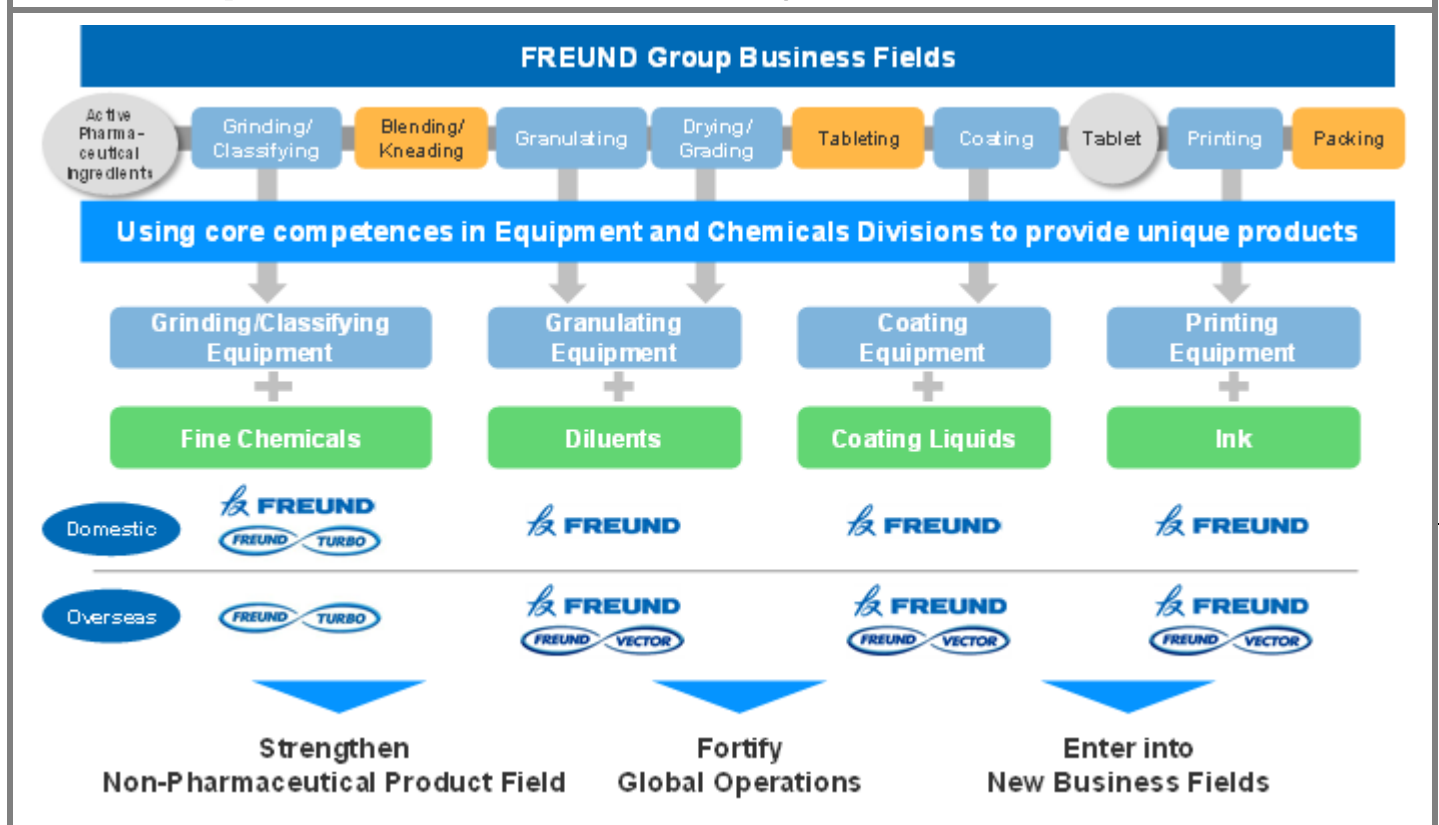 FREUND Group Business Fields
Active
Pharma-
ceutical
Ingredients
Grinding/
Classifying
Blending/
Kneading
Granulating
Drying/
Grading
Tableting
Coating
Tablet
Printing
Packing
Using core competences in Equipment and Chemicals Divisions to provide unique products
Grinding/Classifying
Equipment
Granulating
Equipment
Coating
Equipment
Printing
Equipment
Fine Chemicals
Diluents
Coating Liquids
Ink
Domestic
FREUND
FREUND TURBO
FREUND
FREUND
FREUND
Overseas
FREUND TURBO
FREUND
FREUND VECTOR
FREUND
FREUND VECTOR
FREUND
FREUND VECTOR
Strengthen
Non-Pharmaceutical Product Field
Fortify
Global Operations
Enter into
New Business Fields